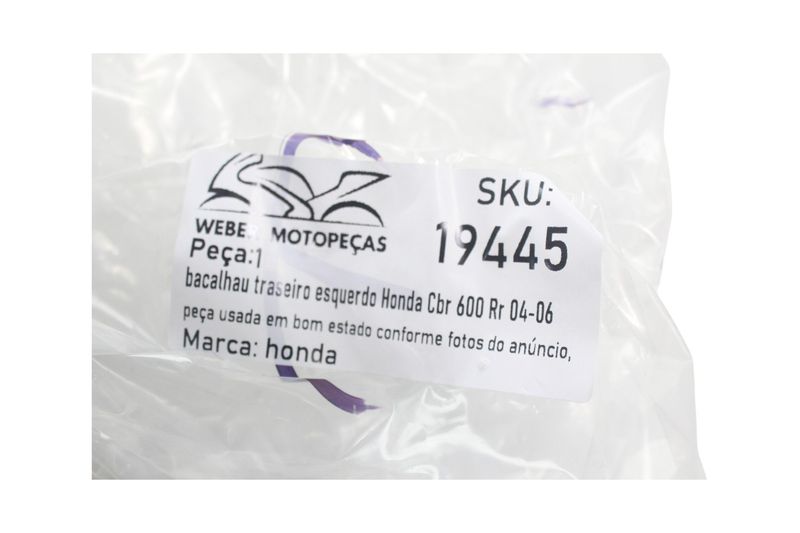 WEBER MOTOPEÇAS
SKU:
19445
Peça:1
bacalhau traseiro esquerdo Honda Cbr 600 Rr 04-06
peça usada em bom estado conforme fotos do anúncio,
Marca: honda